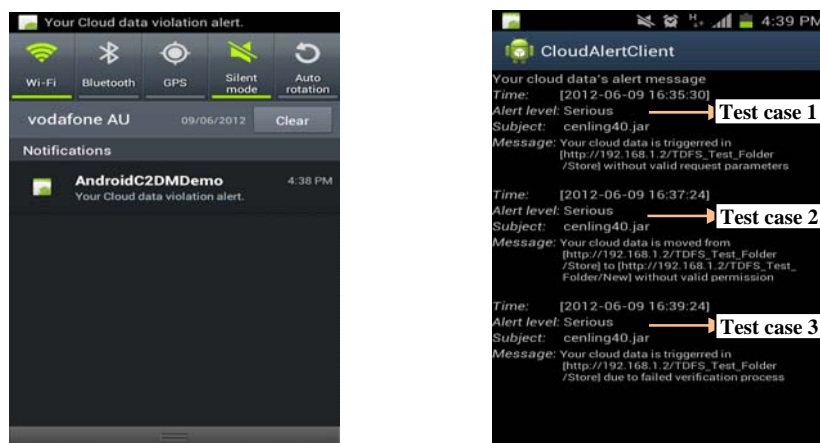 Your Cloud data violation alert.
Wi-Fi
Bluetooth
GPS
Silent mode
Auto rotation
vodafone AU
09/06/2012
Clear
Notifications
AndroidC2DMDemo
4:38 PM
Your Cloud data violation alert.
4:39 PM
CloudAlertClient
Your cloud data's alert message
Time: [2012-06-09 16:35:30]
Alert level: Serious
Test case 1
Subject: cenling40.jar
Message: Your cloud data is triggerred in
[http://192.168.1.2/TDFS_Test_Folder
/Store] without valid request parameters
Time: [2012-06-09 16:37:24]
Alert level: Serious
Test case 2
Subject: cenling40.jar
Message: Your cloud data is moved from
[http://192.168.1.2/TDFS_Test_Folder
/Store] to [http://192.168.1.2/TDFS_Test_
Folder/New] without valid permission
Time: [2012-06-09 16:39:24]
Alert level: Serious
Test case 3
Subject: cenling40.jar
Message: Your cloud data is triggerred in
[http://192.168.1.2/TDFS_Test_Folder
/Store] due to failed verification process